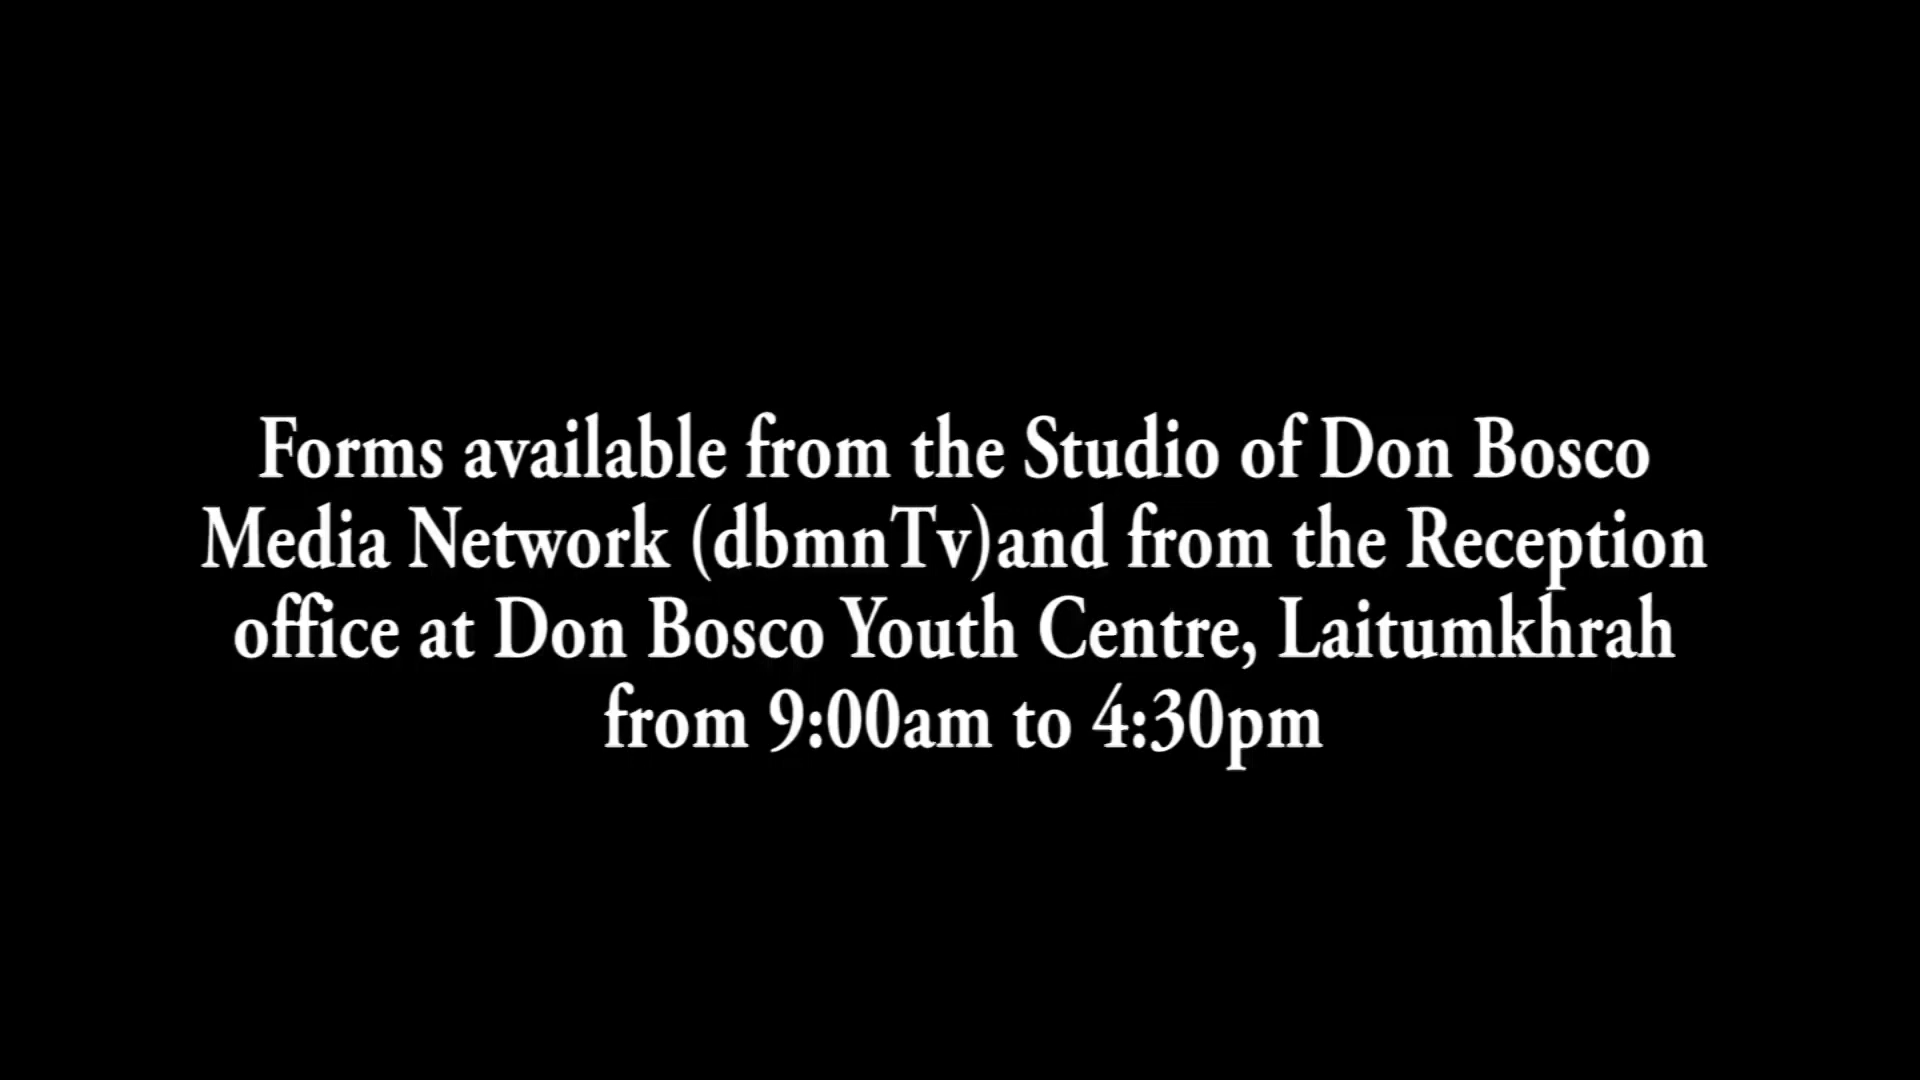 Forms available from the Studio of Don Bosco
Media Network (dbmnTv)and from the Reception
office at Don Bosco Youth Centre, Laitumkhrah
from 9:00am to 4:30pm